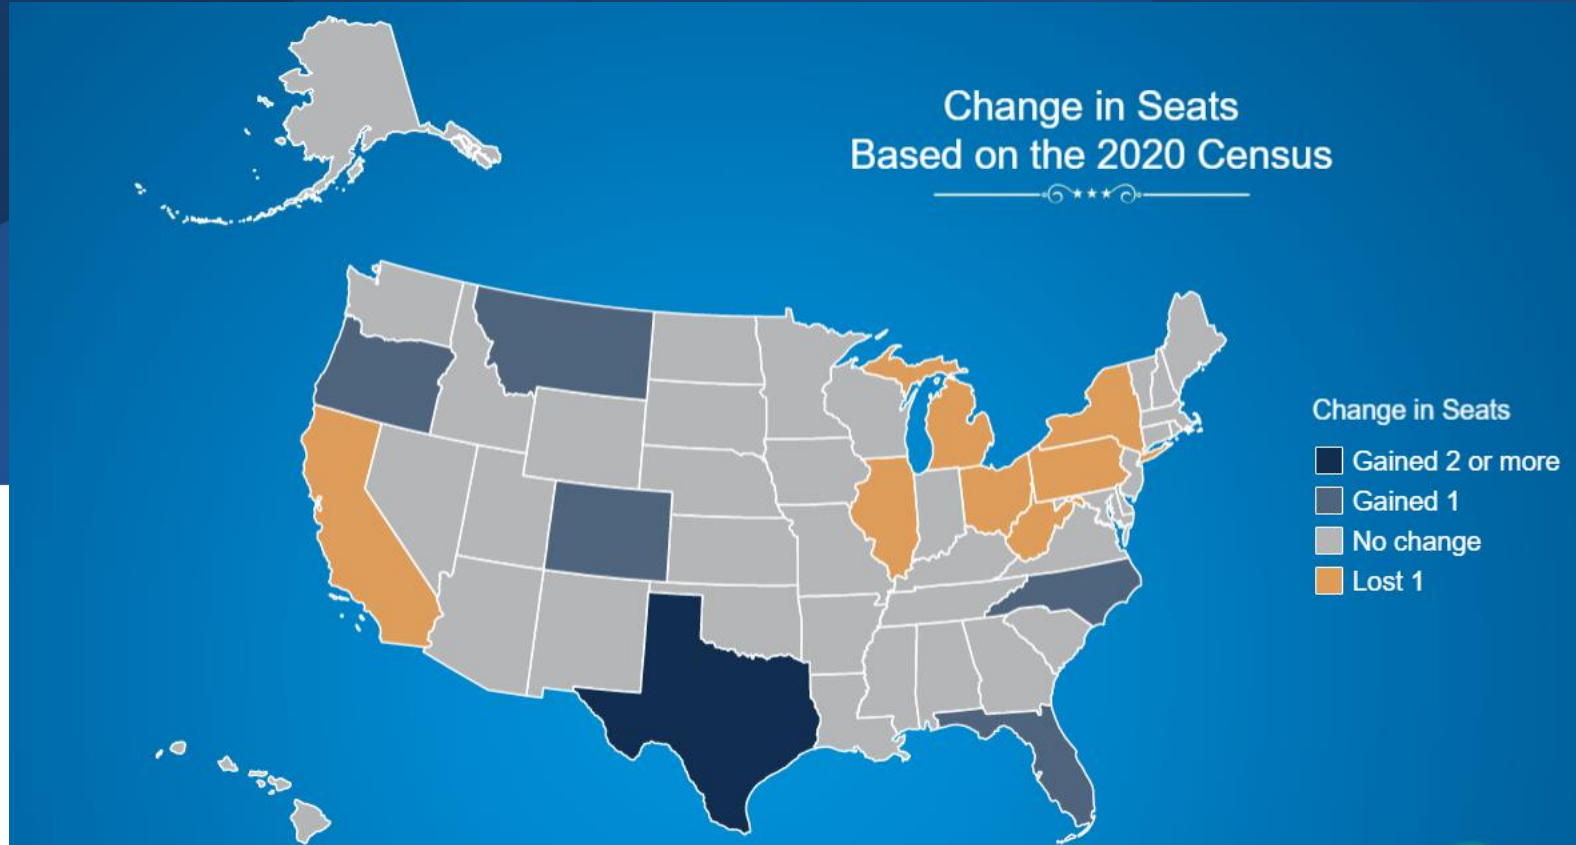 Change in Seats
Based on the 2020 Census
Change in Seats
Gained 2 or more
Gained 1
No change
Lost 1